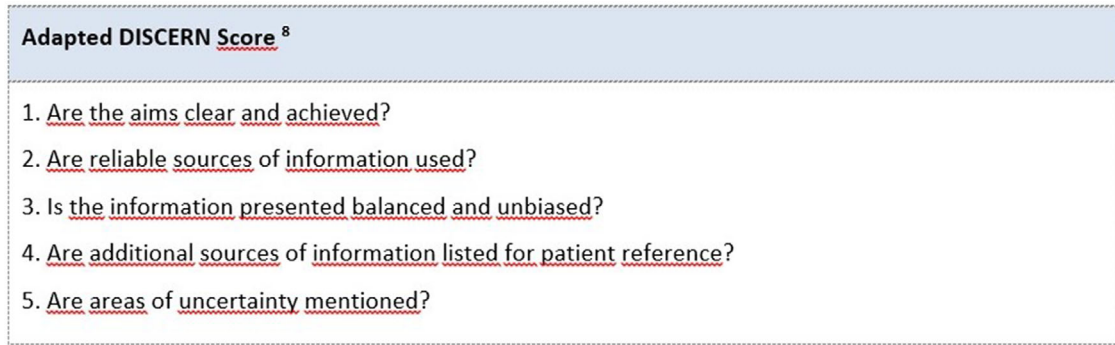 Adapted DISCERN Score ⁸
1. Are the aims clear and achieved?
2. Are reliable sources of information used?
3. Is the information presented balanced and unbiased?
4. Are additional sources of information listed for patient reference?
5. Are areas of uncertainty mentioned?